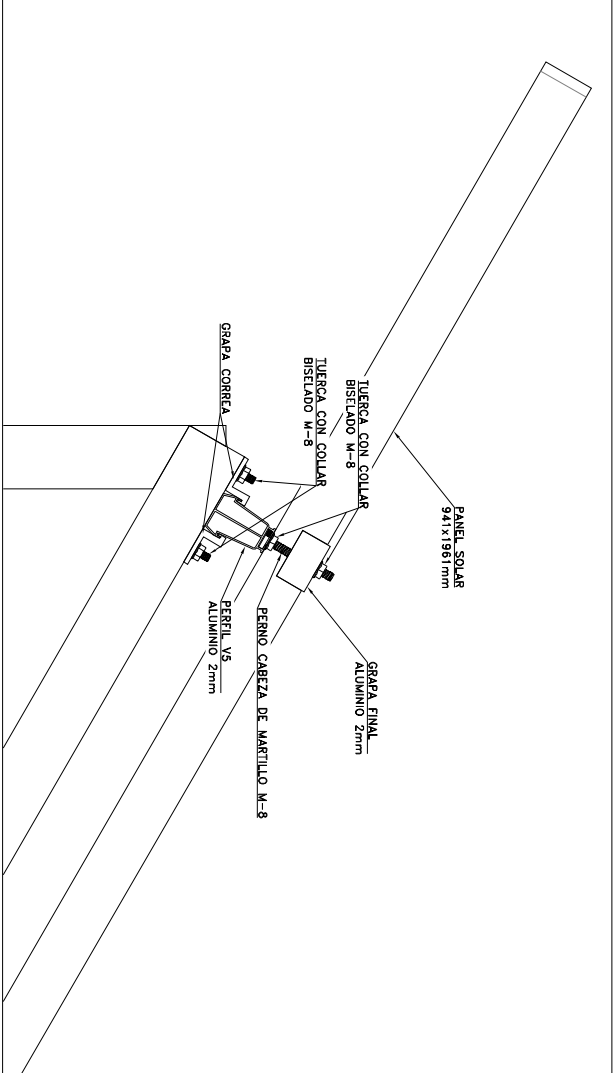 PANEL SOLAR
941x1961mm
TUERCA CON COLLAR
BISELADO M-8
GRAPA FINAL
ALUMINIO 2mm
TUERCA CON COLLAR
BISELADO M-8
PERNO CABEZA DE MARTILLO M-8
GRAPA CORREA
PERFIL V5
ALUMINIO 2mm